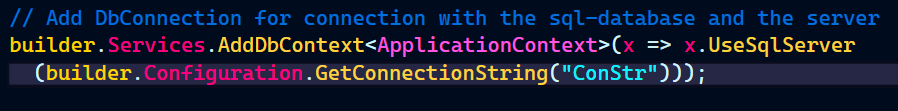 // Add DbConnection for connection with the sql-database and the server
builder.Services.AddDbContext<ApplicationContext>(x => x.UseSqlServer
(builder.Configuration.GetConnectionString("ConStr")));